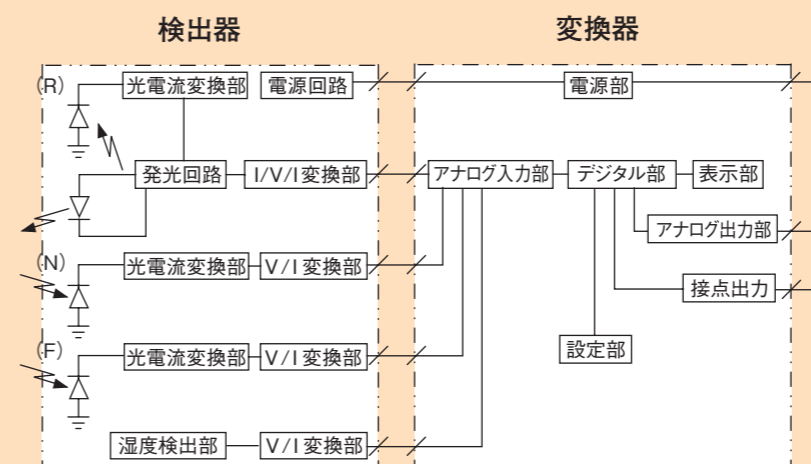 検出器 変換器
(R) 光電流変換部 電源回路 電源部
発光回路 I/V/I変換部 アナログ入力部 デジタル部 表示部
アナログ出力部
(N) 光電流変換部 V/I変換部
接点出力
(F) 光電流変換部 V/I変換部 設定部
湿度検出部 V/I変換部